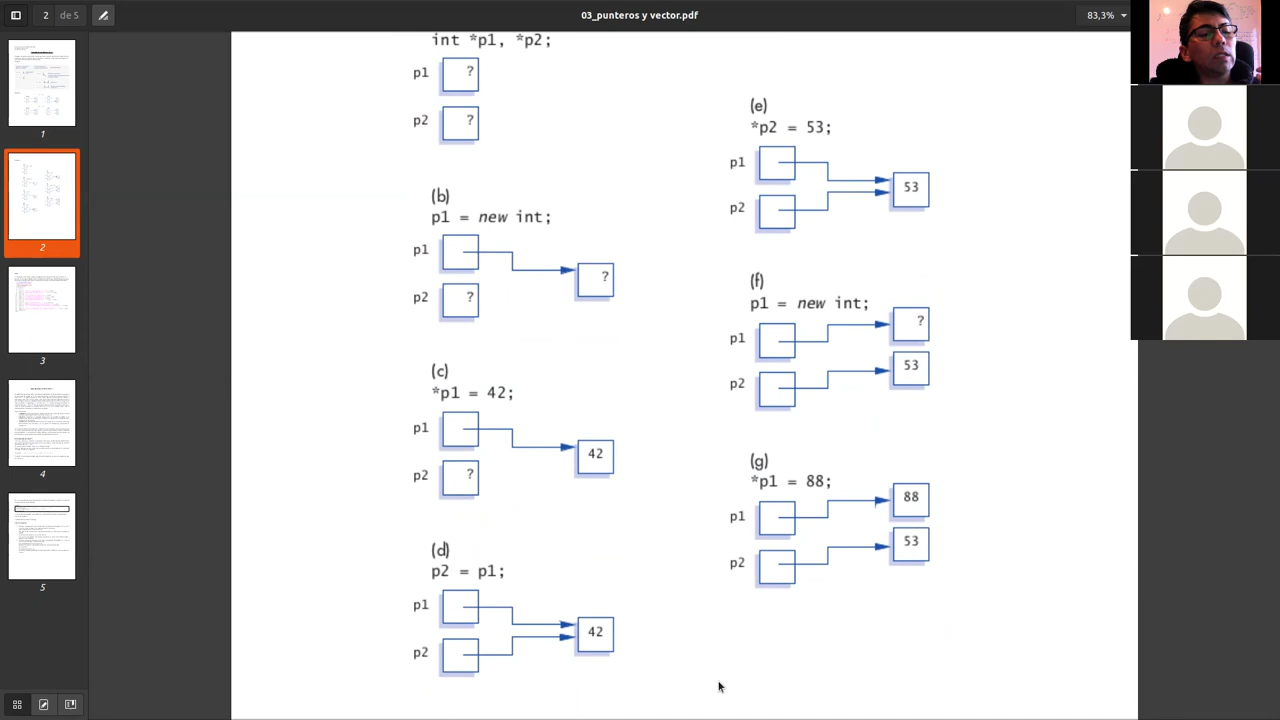 2 de 5
03_punteros y vector.pdf
83,3%
1
2
3
4
5
int *p1, *p2;
p1 ?
p2 ?
(b)
p1 = new int;
p1
?
p2 ?
(c)
*p1 = 42;
p1
42
p2 ?
(d)
p2 = p1;
p1
42
p2
(e)
*p2 = 53;
p1
53
p2
(f)
p1 = new int;
?
p1
53
p2
(g)
*p1 = 88;
88
p1
53
p2